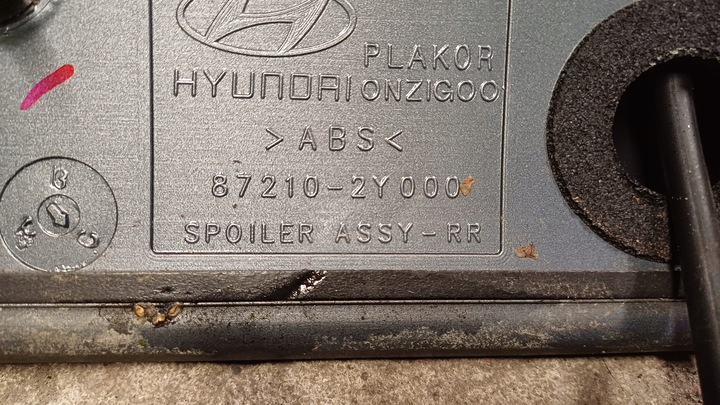 PLAKOR
HYUNDAI ONZIGOO
>ABS<
87210-2Y000
SPOILER ASSY-RR
B
C